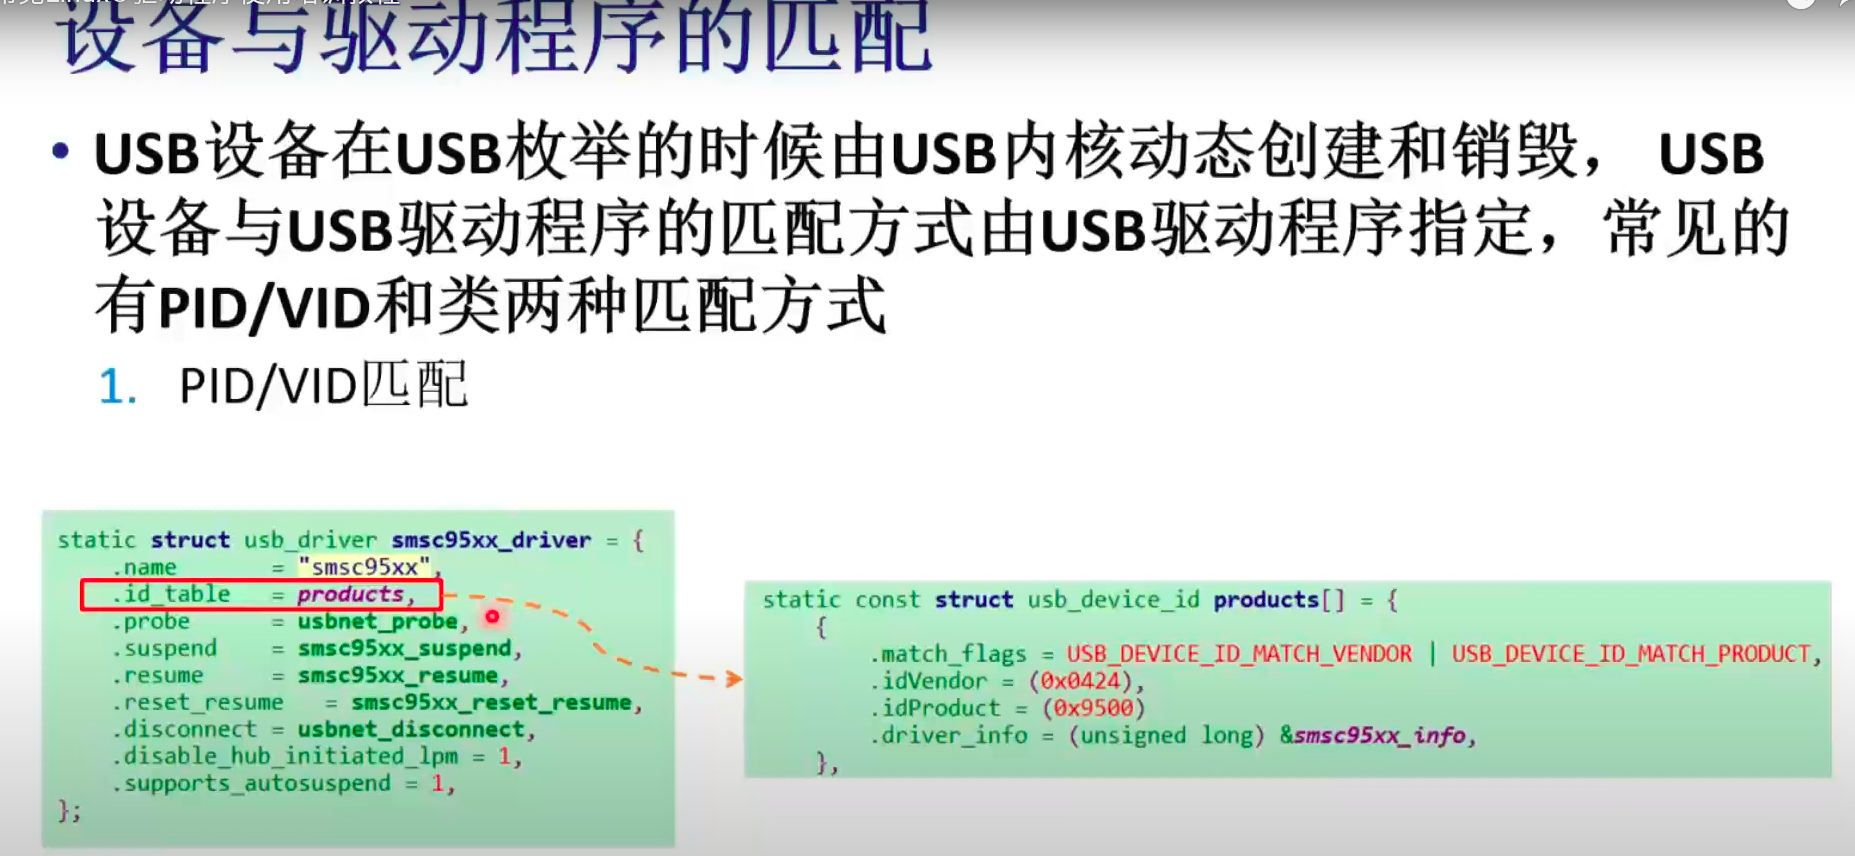 设备与驱动程序的匹配
• USB设备在USB枚举的时候由USB内核动态创建和销毁， USB
设备与USB驱动程序的匹配方式由USB驱动程序指定，常见的
有PID/VID和类两种匹配方式
1. PID/VID匹配
static struct usb_driver smsc95xx_driver = {
.name = "smsc95xx",
.id_table = products,
.probe = usbnet_probe,
.suspend = smsc95xx_suspend,
.resume = smsc95xx_resume,
.reset_resume = smsc95xx_reset_resume,
.disconnect = usbnet_disconnect,
.disable_hub_initiated_lpm = 1,
.supports_autosuspend = 1,
};
static const struct usb_device_id products[] = {
{
.match_flags = USB_DEVICE_ID_MATCH_VENDOR | USB_DEVICE_ID_MATCH_PRODUCT,
.idVendor = (0x0424),
.idProduct = (0x9500)
.driver_info = (unsigned long) &smsc95xx_info,
},